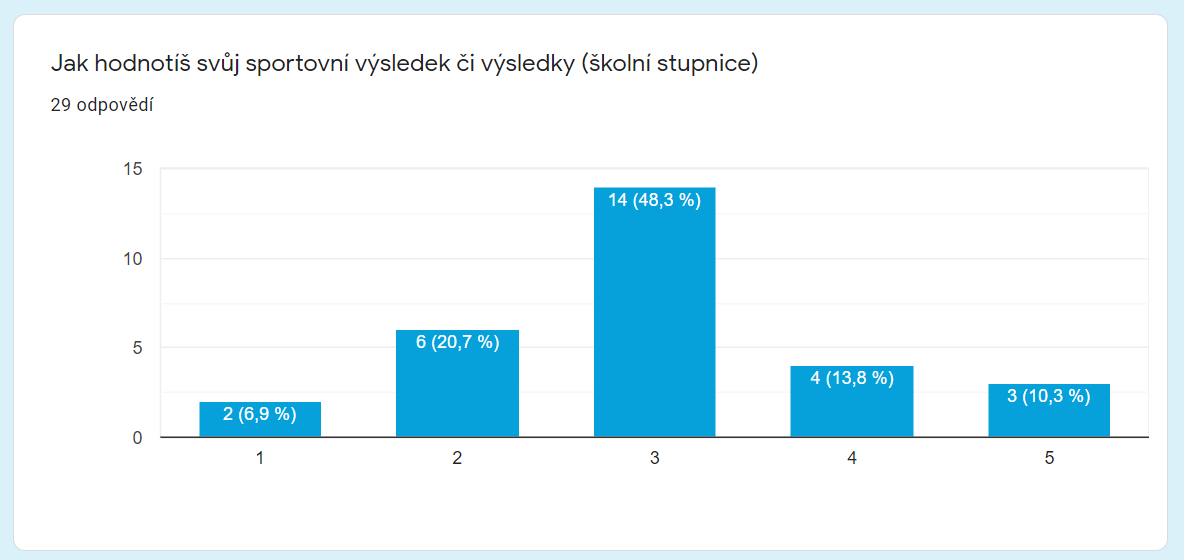 Jak hodnotíš svůj sportovní výsledek či výsledky (školní stupnice)
29 odpovědí
15
10
5
0
2 (6,9 %)
6 (20,7 %)
14 (48,3 %)
4 (13,8 %)
3 (10,3 %)
1 2 3 4 5